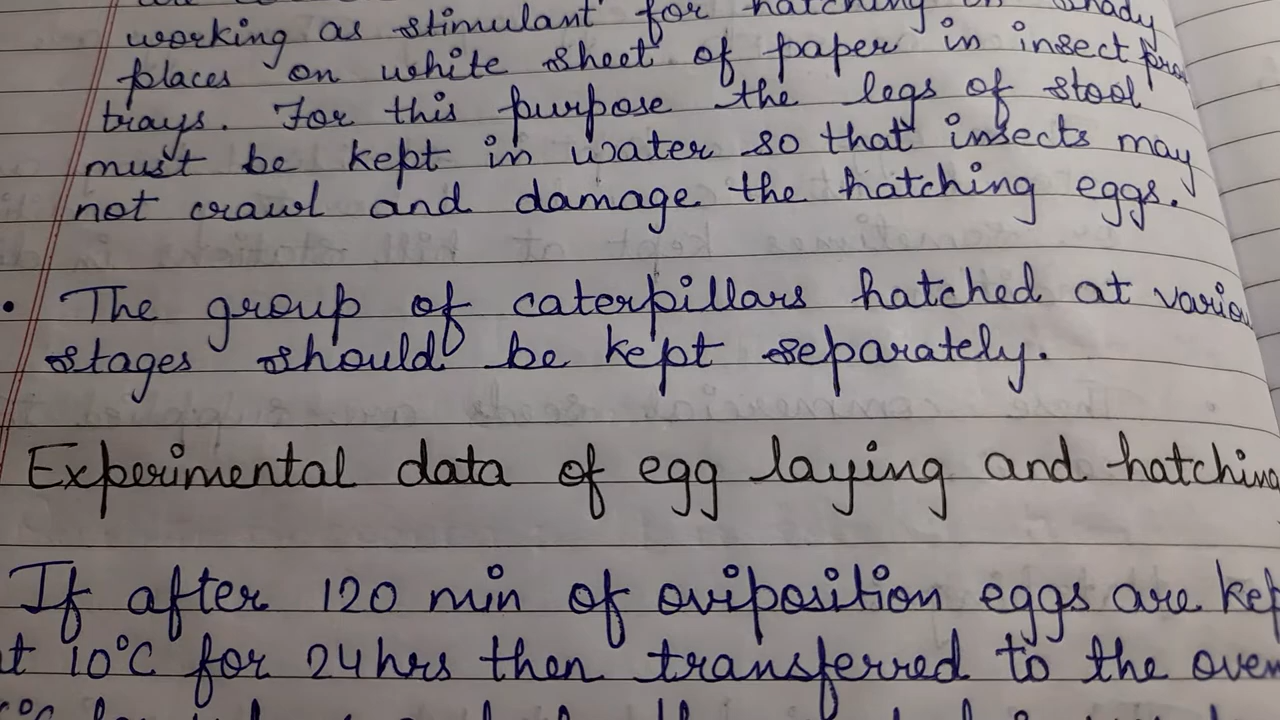 working as stimulant for hatching in shady
places on white sheet of paper in insect
trays. For this purpose the legs of stool
must be kept in water so that insects may
not crawl and damage the hatching eggs.
• The group of caterpillars hatched at
stages should be kept separately.
Experimental data of egg laying and hatching
If after 120 min of oviposition eggs are
10°C for 24hrs then transferred to the